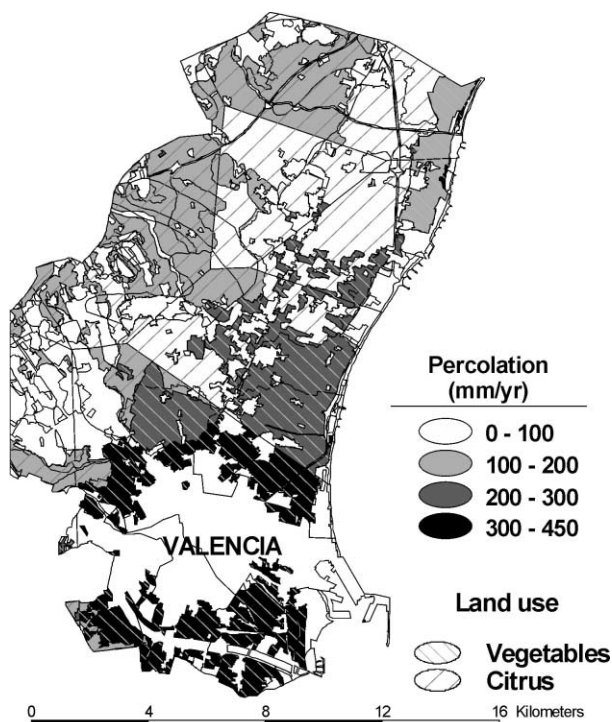 Percolation
(mm/yr)
0 - 100
100 - 200
200 - 300
300 - 450
VALENCIA
Land use
Vegetables
Citrus
0 4 8 12 16 Kilometers